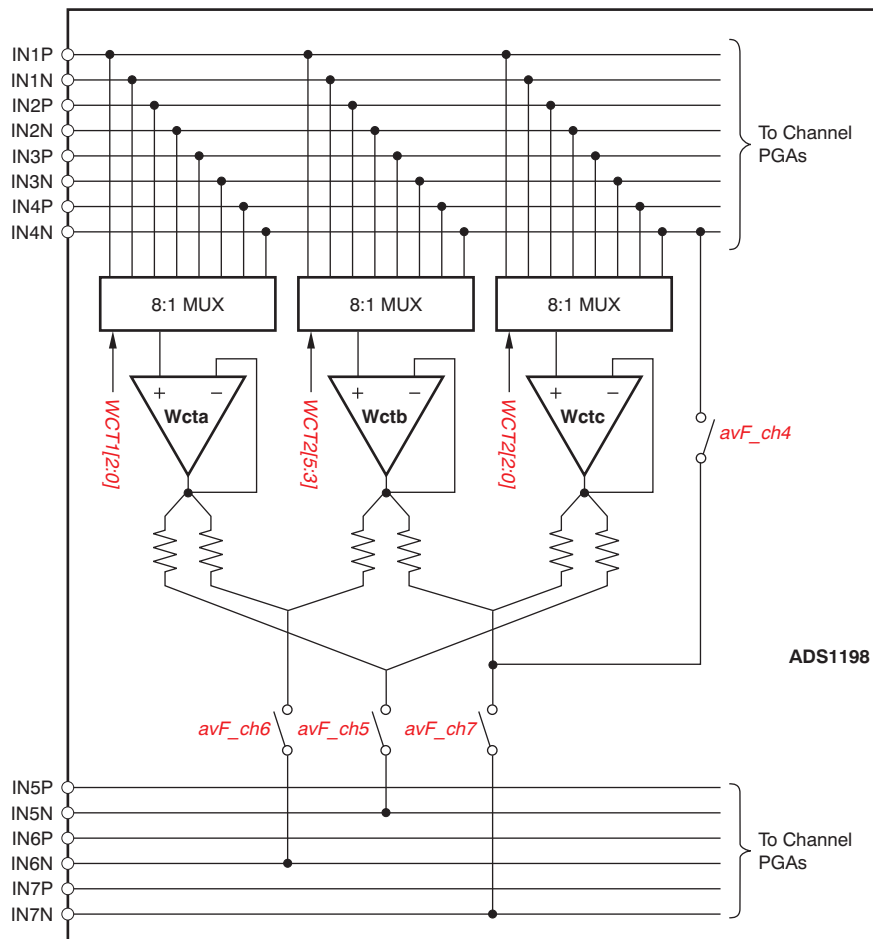 IN1P
IN1N
IN2P
IN2N
IN3P
IN3N
IN4P
IN4N
To Channel
PGAs
8:1 MUX
8:1 MUX
8:1 MUX
WCT1[2:0]
+ −
Wcta
WCT2[5:3]
+ −
Wctb
WCT2[2:0]
+ −
Wctc
avF_ch4
ADS1198
avF_ch6
avF_ch5
avF_ch7
IN5P
IN5N
IN6P
IN6N
IN7P
IN7N
To Channel
PGAs